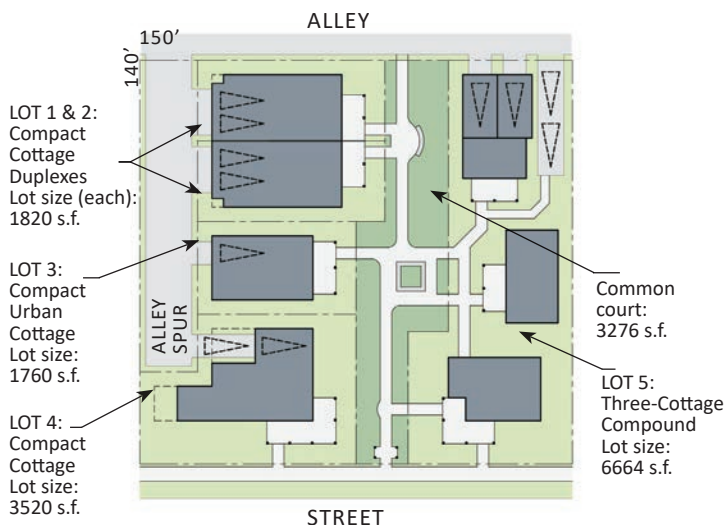 ALLEY
150’
140’
LOT 1 & 2:
Compact
Cottage
Duplexes
Lot size (each):
1820 s.f.
LOT 3:
Compact
Urban
Cottage
Lot size:
1760 s.f.
ALLEY
SPUR
LOT 4:
Compact
Cottage
Lot size:
3520 s.f.
Common
court:
3276 s.f.
LOT 5:
Three-Cottage
Compound
Lot size:
6664 s.f.
STREET